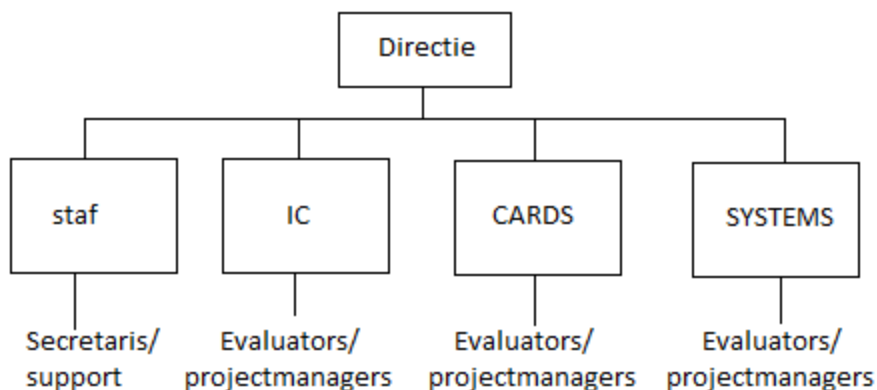 Directie
staf
IC
CARDS
SYSTEMS
Secretaris/
support
Evaluators/
projectmanagers
Evaluators/
projectmanagers
Evaluators/
projectmanagers